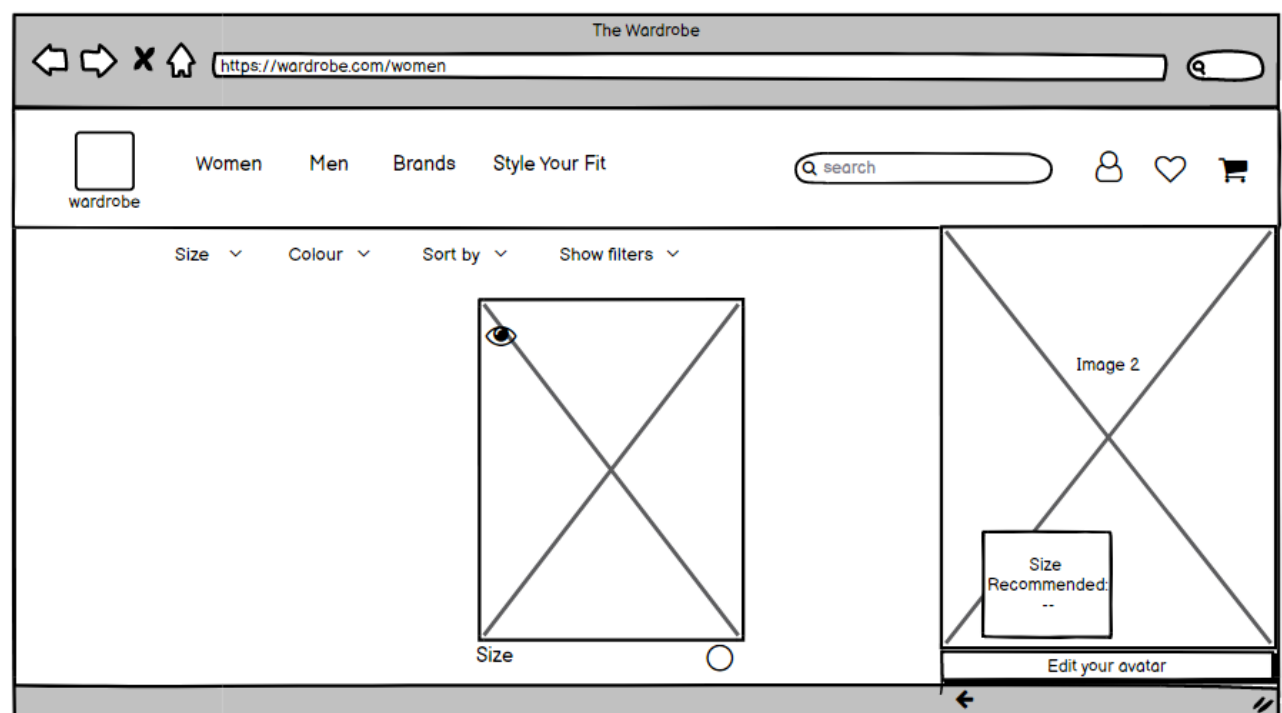 The Wardrobe
https://wardrobe.com/women
Women Men Brands Style Your Fit search
wardrobe
Size Colour Sort by Show filters
Image 2
Size
Recommended:
--
Size
Edit your avatar